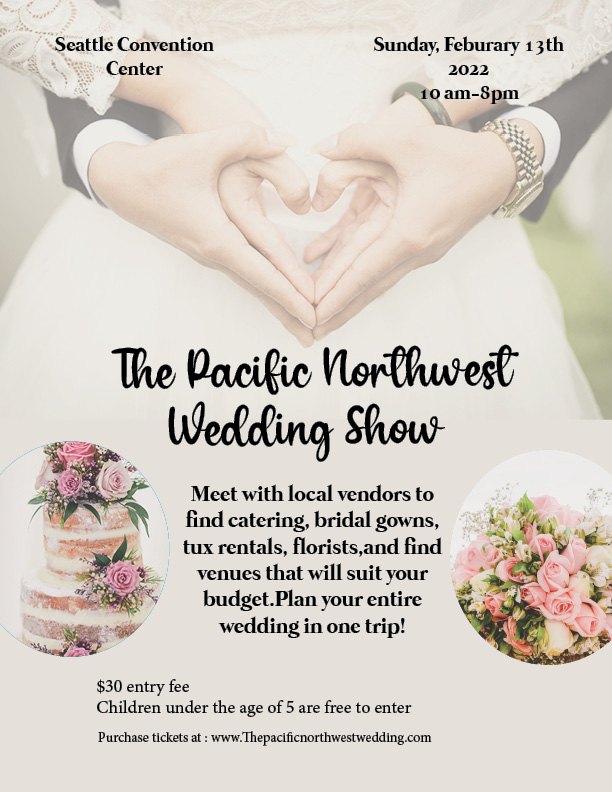 Seattle Convention
Center
Sunday, Feburary 13th
2022
10 am-8pm
The Pacific Northwest
Wedding Show
Meet with local vendors to
find catering, bridal gowns,
tux rentals, florists,and find
venues that will suit your
budget.Plan your entire
wedding in one trip!
$30 entry fee
Children under the age of 5 are free to enter
Purchase tickets at : www.Thepacificnorthwestwedding.com